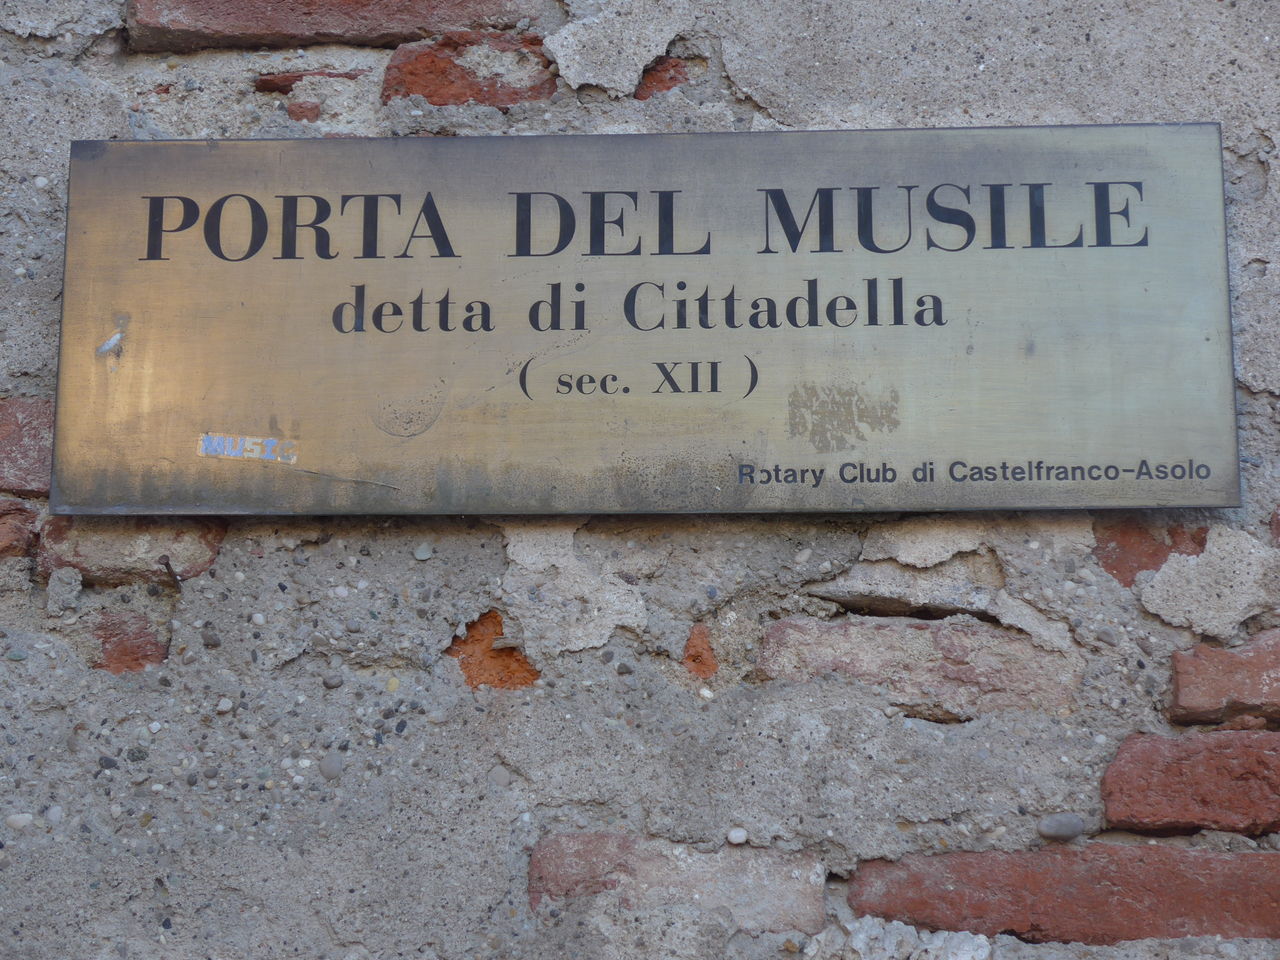 PORTA DEL MUSILE
detta di Cittadella
(sec. XII)
MUSIC
Rotary Club di Castelfranco-Asolo